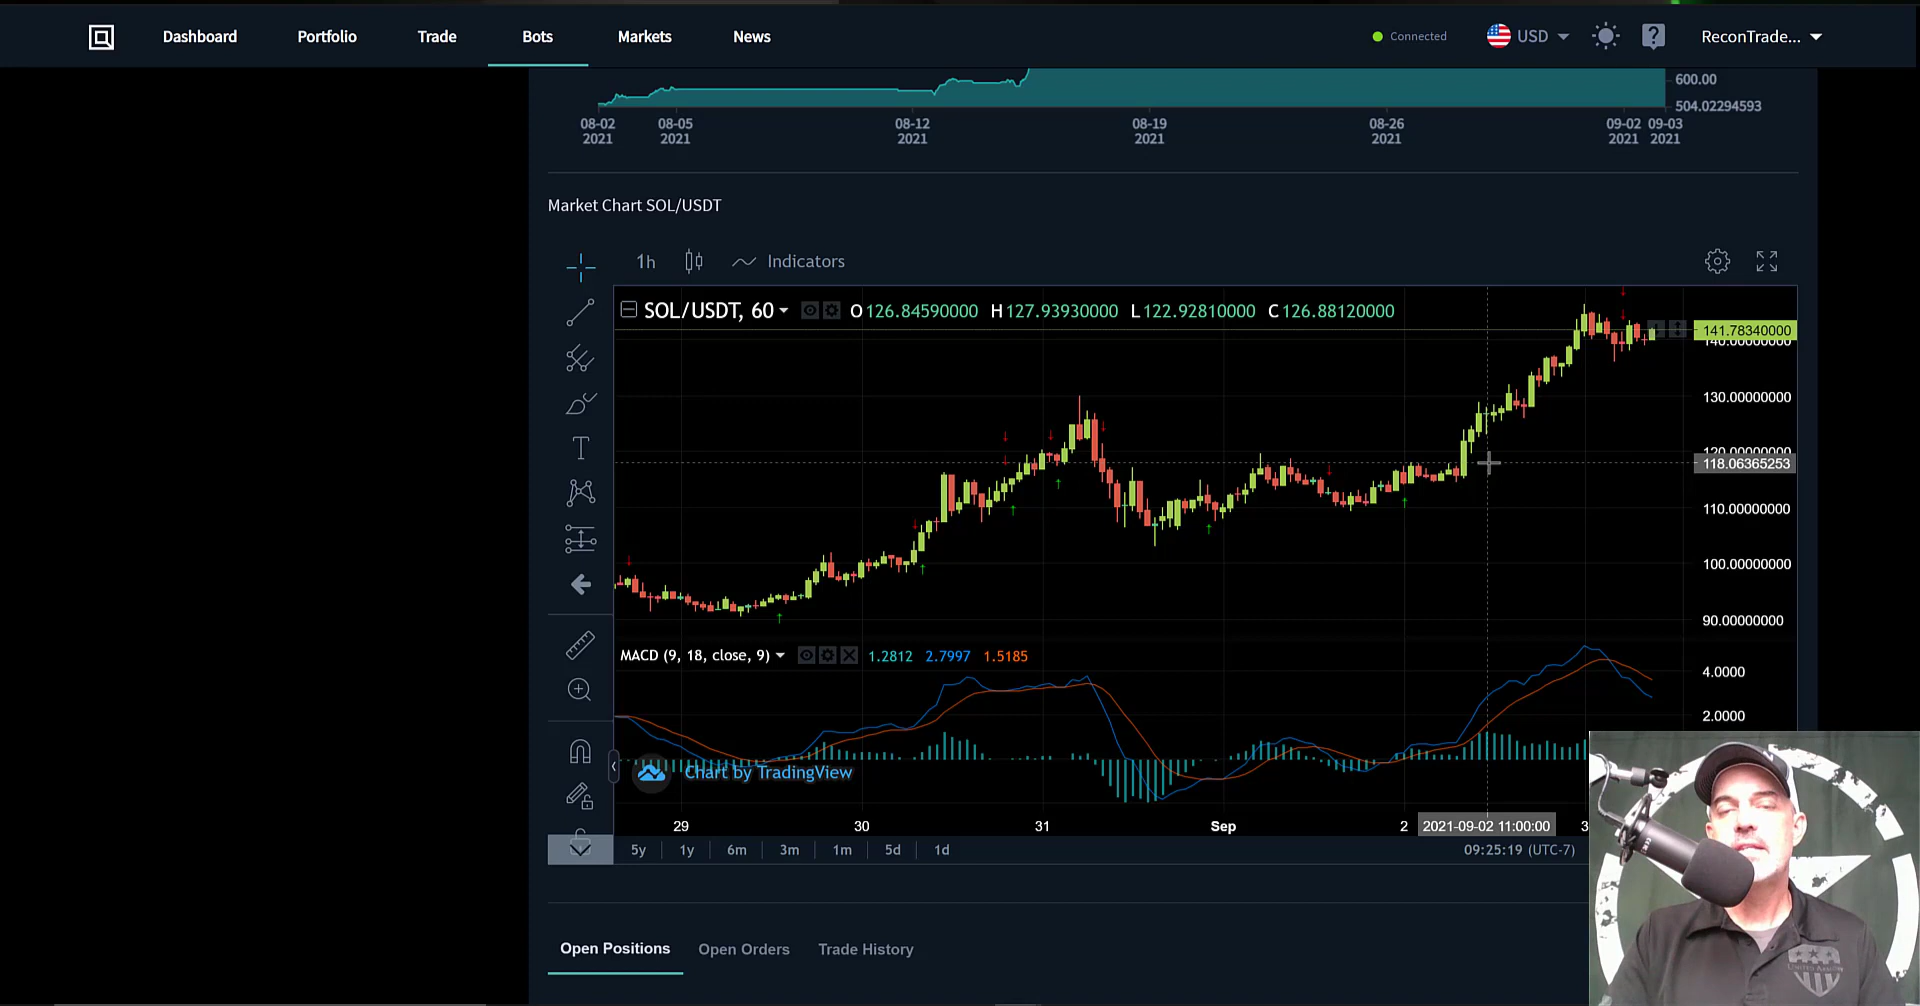 Dashboard Portfolio Trade Bots Markets News Connected USD ReconTrade...
600.00
504.02294593
08-02 08-05 08-12 08-19 08-26 09-02 09-03
2021 2021 2021 2021 2021 2021 2021
Market Chart SOL/USDT
1h Indicators
SOL/USDT, 60 O 126.84590000 H 127.93930000 L 122.92810000 C 126.88120000
141.78340000
140.00000000
130.00000000
120.00000000
118.06365253
110.00000000
100.00000000
90.00000000
MACD (9, 18, close, 9) 1.2812 2.7997 1.5185
4.0000
2.0000
Chart by TradingView
29 30 31 Sep 2 2021-09-02 11:00:00 3
5y 1y 6m 3m 1m 5d 1d 09:25:19 (UTC-7)
Open Positions Open Orders Trade History